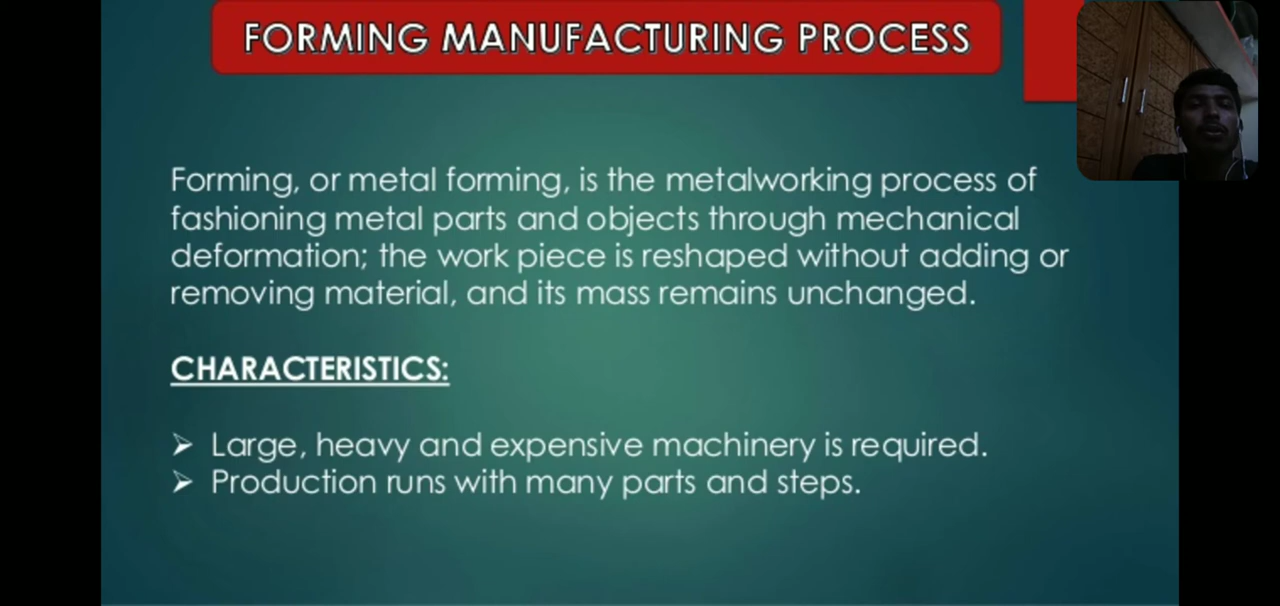 FORMING MANUFACTURING PROCESS
Forming, or metal forming, is the metalworking process of
fashioning metal parts and objects through mechanical
deformation; the work piece is reshaped without adding or
removing material, and its mass remains unchanged.
CHARACTERISTICS:
➢ Large, heavy and expensive machinery is required.
➢ Production runs with many parts and steps.